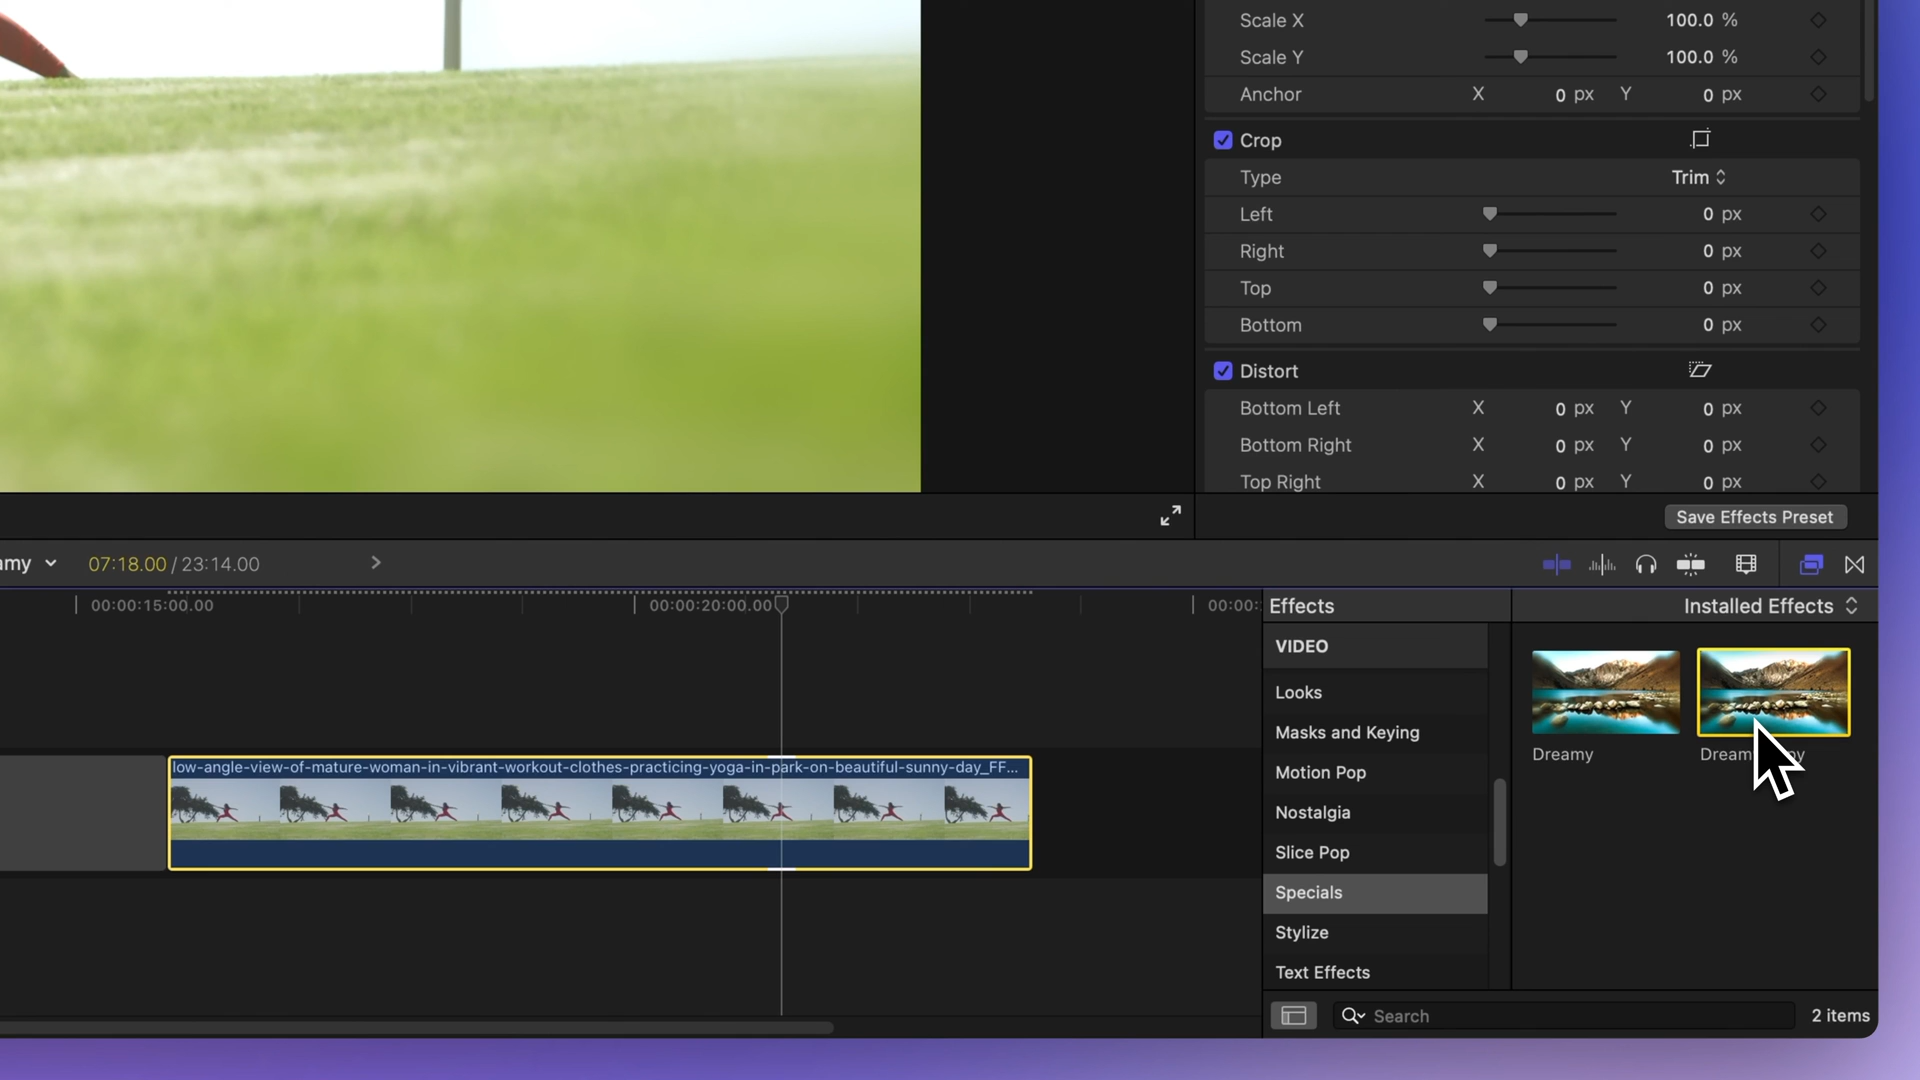 Scale X 100.0 %
Scale Y 100.0 %
Anchor X 0 px Y 0 px
Crop
Type Trim
Left 0 px
Right 0 px
Top 0 px
Bottom 0 px
Distort
Bottom Left X 0 px Y 0 px
Bottom Right X 0 px Y 0 px
Top Right X 0 px Y 0 px
Save Effects Preset
amy 07:18.00 / 23:14.00
00:00:15:00.00 00:00:20:00.00 00:00:
Effects
Installed Effects
VIDEO
Looks
Masks and Keying
Motion Pop
Nostalgia
Slice Pop
Specials
Stylize
Text Effects
Dreamy
low-angle-view-of-mature-woman-in-vibrant-workout-clothes-practicing-yoga-in-park-on-beautiful-sunny-day_FF...
Search
2 items